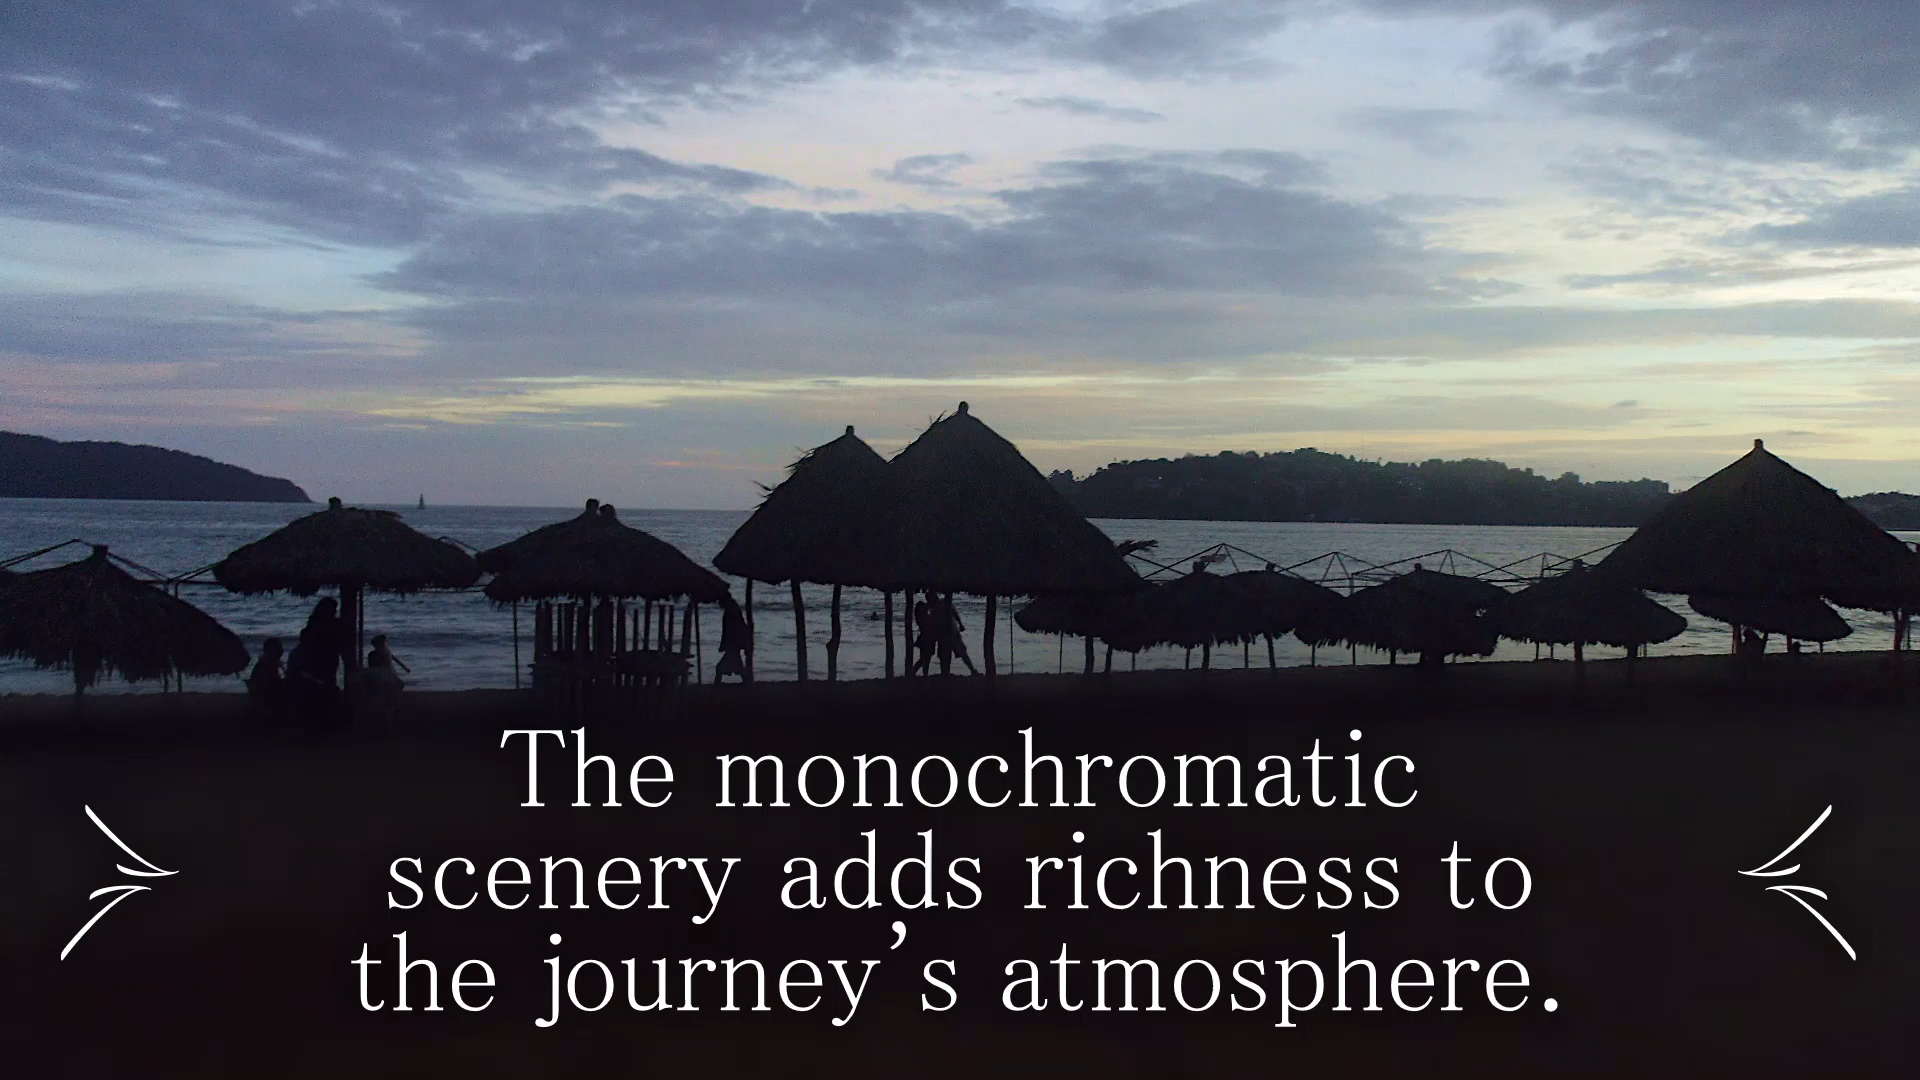 The monochromatic
scenery adds richness to
the journey’s atmosphere.